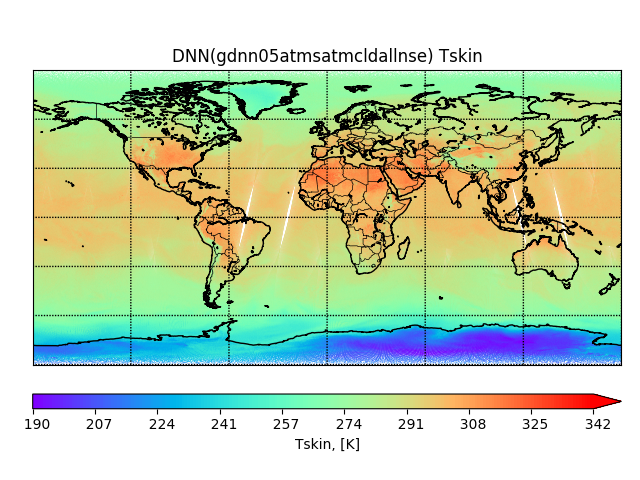 DNN(gdnn05atmsatmcldallnse) Tskin
190 207 224 241 257 274 291 308 325 342
Tskin, [K]